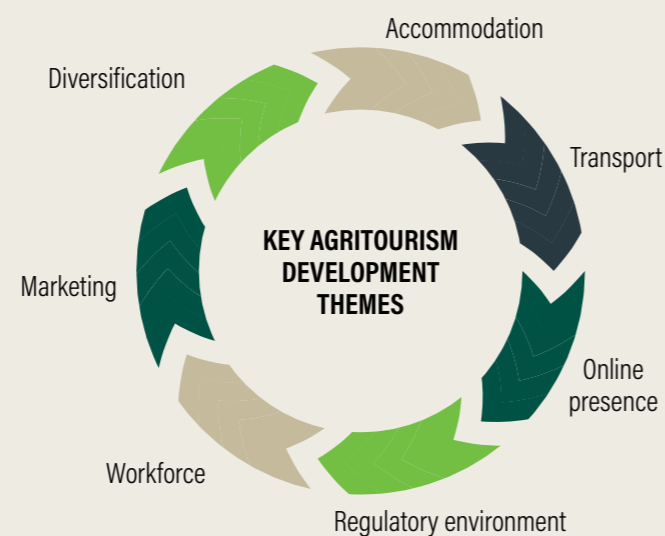 Accommodation
Diversification
Transport
KEY AGRITOURISM
DEVELOPMENT
THEMES
Marketing
Online
presence
Workforce
Regulatory environment